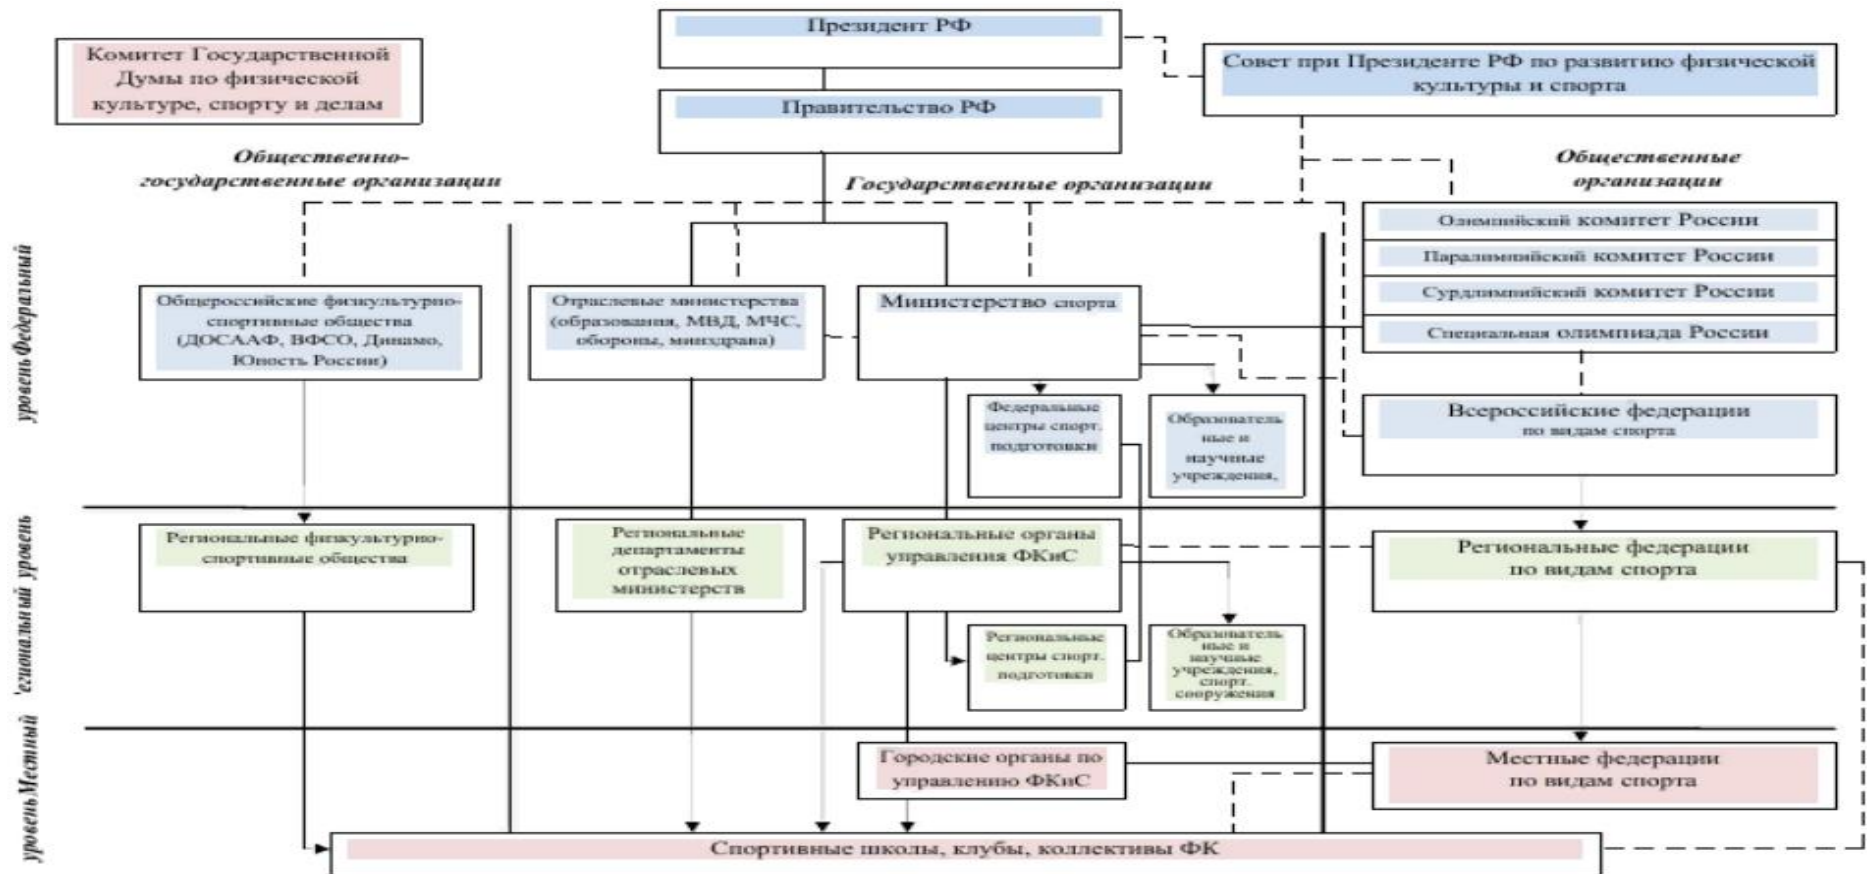 Президент РФ
Комитет Государственной
Думы по физической
культуре, спорту и делам
Совет при Президенте РФ по развитию физической
культуры и спорта
Правительство РФ
Общественно-
государственные организации
Государственные организации
Общественные
организации
уровень Федеральный
Олимпийский комитет России
Паралимпийский комитет России
Сурдлимпийский комитет России
Специальная олимпиада России
Общероссийские физкультурно-
спортивные общества
(ДОСААФ, ВФСО, Динамо,
Юность России)
Отраслевые министерства
(образования, МВД, МЧС,
обороны, минздрава)
Министерство спорта
Федеральные
центры спорт.
подготовки
Образователь
ные и
научные
учреждения,
Всероссийские федерации
по видам спорта
егиональный уровень
Региональные физкультурно-
спортивные общества
Региональные
департаменты
отраслевых
министерств
Региональные органы
управления ФКиС
Региональные федерации
по видам спорта
Региональные
центры спорт.
подготовки
Образователь
ные и
научные
учреждения,
спорт.
сооружения
уровень Местный
Городские органы по
управлению ФКиС
Местные федерации
по видам спорта
Спортивные школы, клубы, коллективы ФК